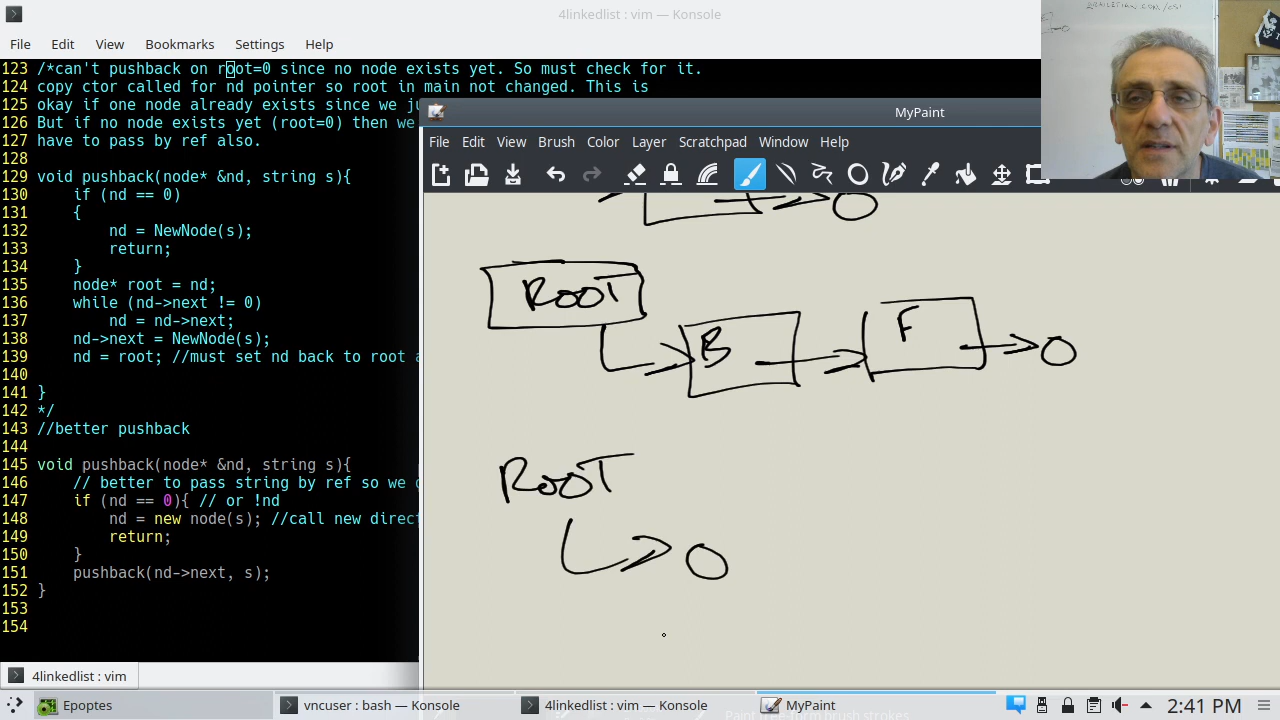 4linkedlist : vim — Konsole
File Edit View Bookmarks Settings Help
123 /*can't pushback on root=0 since no node exists yet. So must check for it.
124 copy ctor called for nd pointer so root in main not changed. This is
125 okay if one node already exists since we ju
126 But if no node exists yet (root=0) then we
127 have to pass by ref also.
128
129 void pushback(node* &nd, string s){
130 if (nd == 0)
131 {
132 nd = NewNode(s);
133 return;
134 }
135 node* root = nd;
136 while (nd->next != 0)
137 nd = nd->next;
138 nd->next = NewNode(s);
139 nd = root; //must set nd back to root a
140
141 }
142 */
143 //better pushback
144
145 void pushback(node* &nd, string s){
146 // better to pass string by ref so we
147 if (nd == 0){ // or !nd
148 nd = new node(s); //call new direct
149 return;
150 }
151 pushback(nd->next, s);
152 }
153
154
4linkedlist : vim
MyPaint
File Edit View Brush Color Layer Scratchpad Window Help
0
ROOT
B F 0
ROOT
0
Epoptes vncuser : bash — Konsole 4linkedlist : vim — Konsole MyPaint 2:41 PM